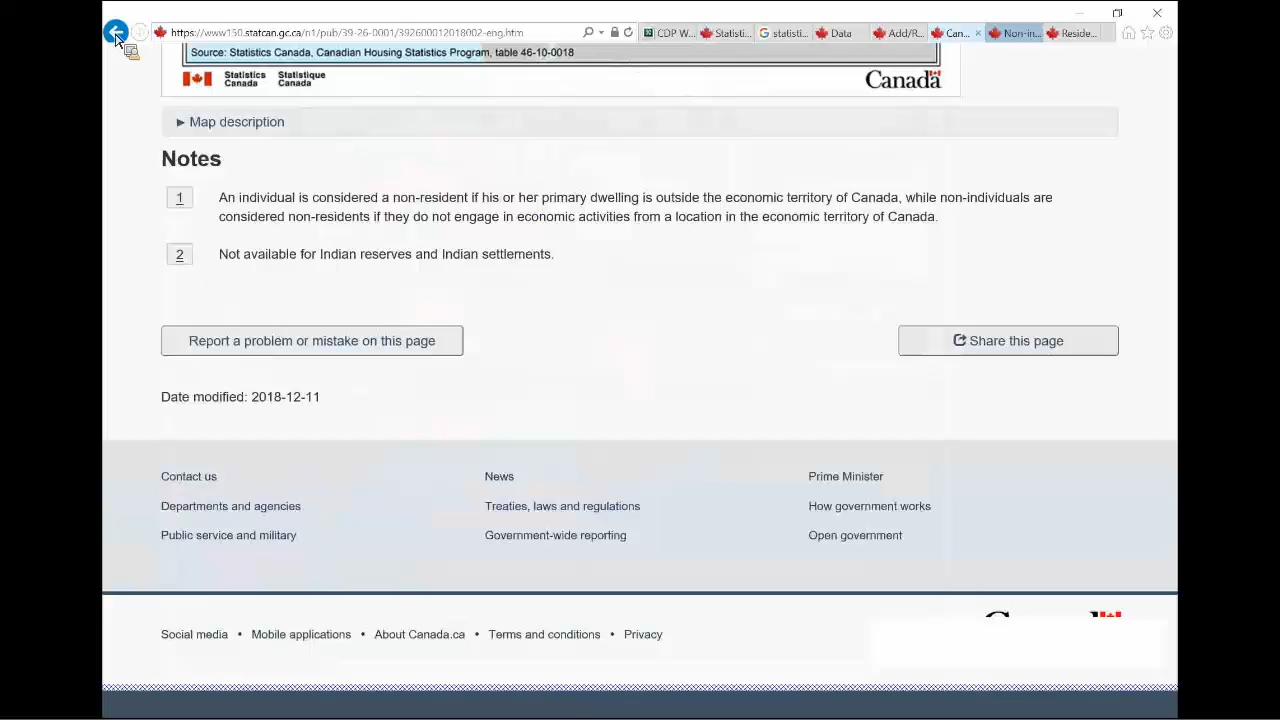 https://www150.statcan.gc.ca/n1/pub/39-26-0001/392600012018002-eng.htm
CDP W...
Statisti...
statisti...
Data
Add/R...
Can...
Non-in...
Reside...
Source: Statistics Canada, Canadian Housing Statistics Program, table 46-10-0018
Statistics Statistique
Canada Canada
Canada
Map description
Notes
1 An individual is considered a non-resident if his or her primary dwelling is outside the economic territory of Canada, while non-individuals are
considered non-residents if they do not engage in economic activities from a location in the economic territory of Canada.
2 Not available for Indian reserves and Indian settlements.
Report a problem or mistake on this page
Share this page
Date modified: 2018-12-11
Contact us News Prime Minister
Departments and agencies Treaties, laws and regulations How government works
Public service and military Government-wide reporting Open government
Social media • Mobile applications • About Canada.ca • Terms and conditions • Privacy